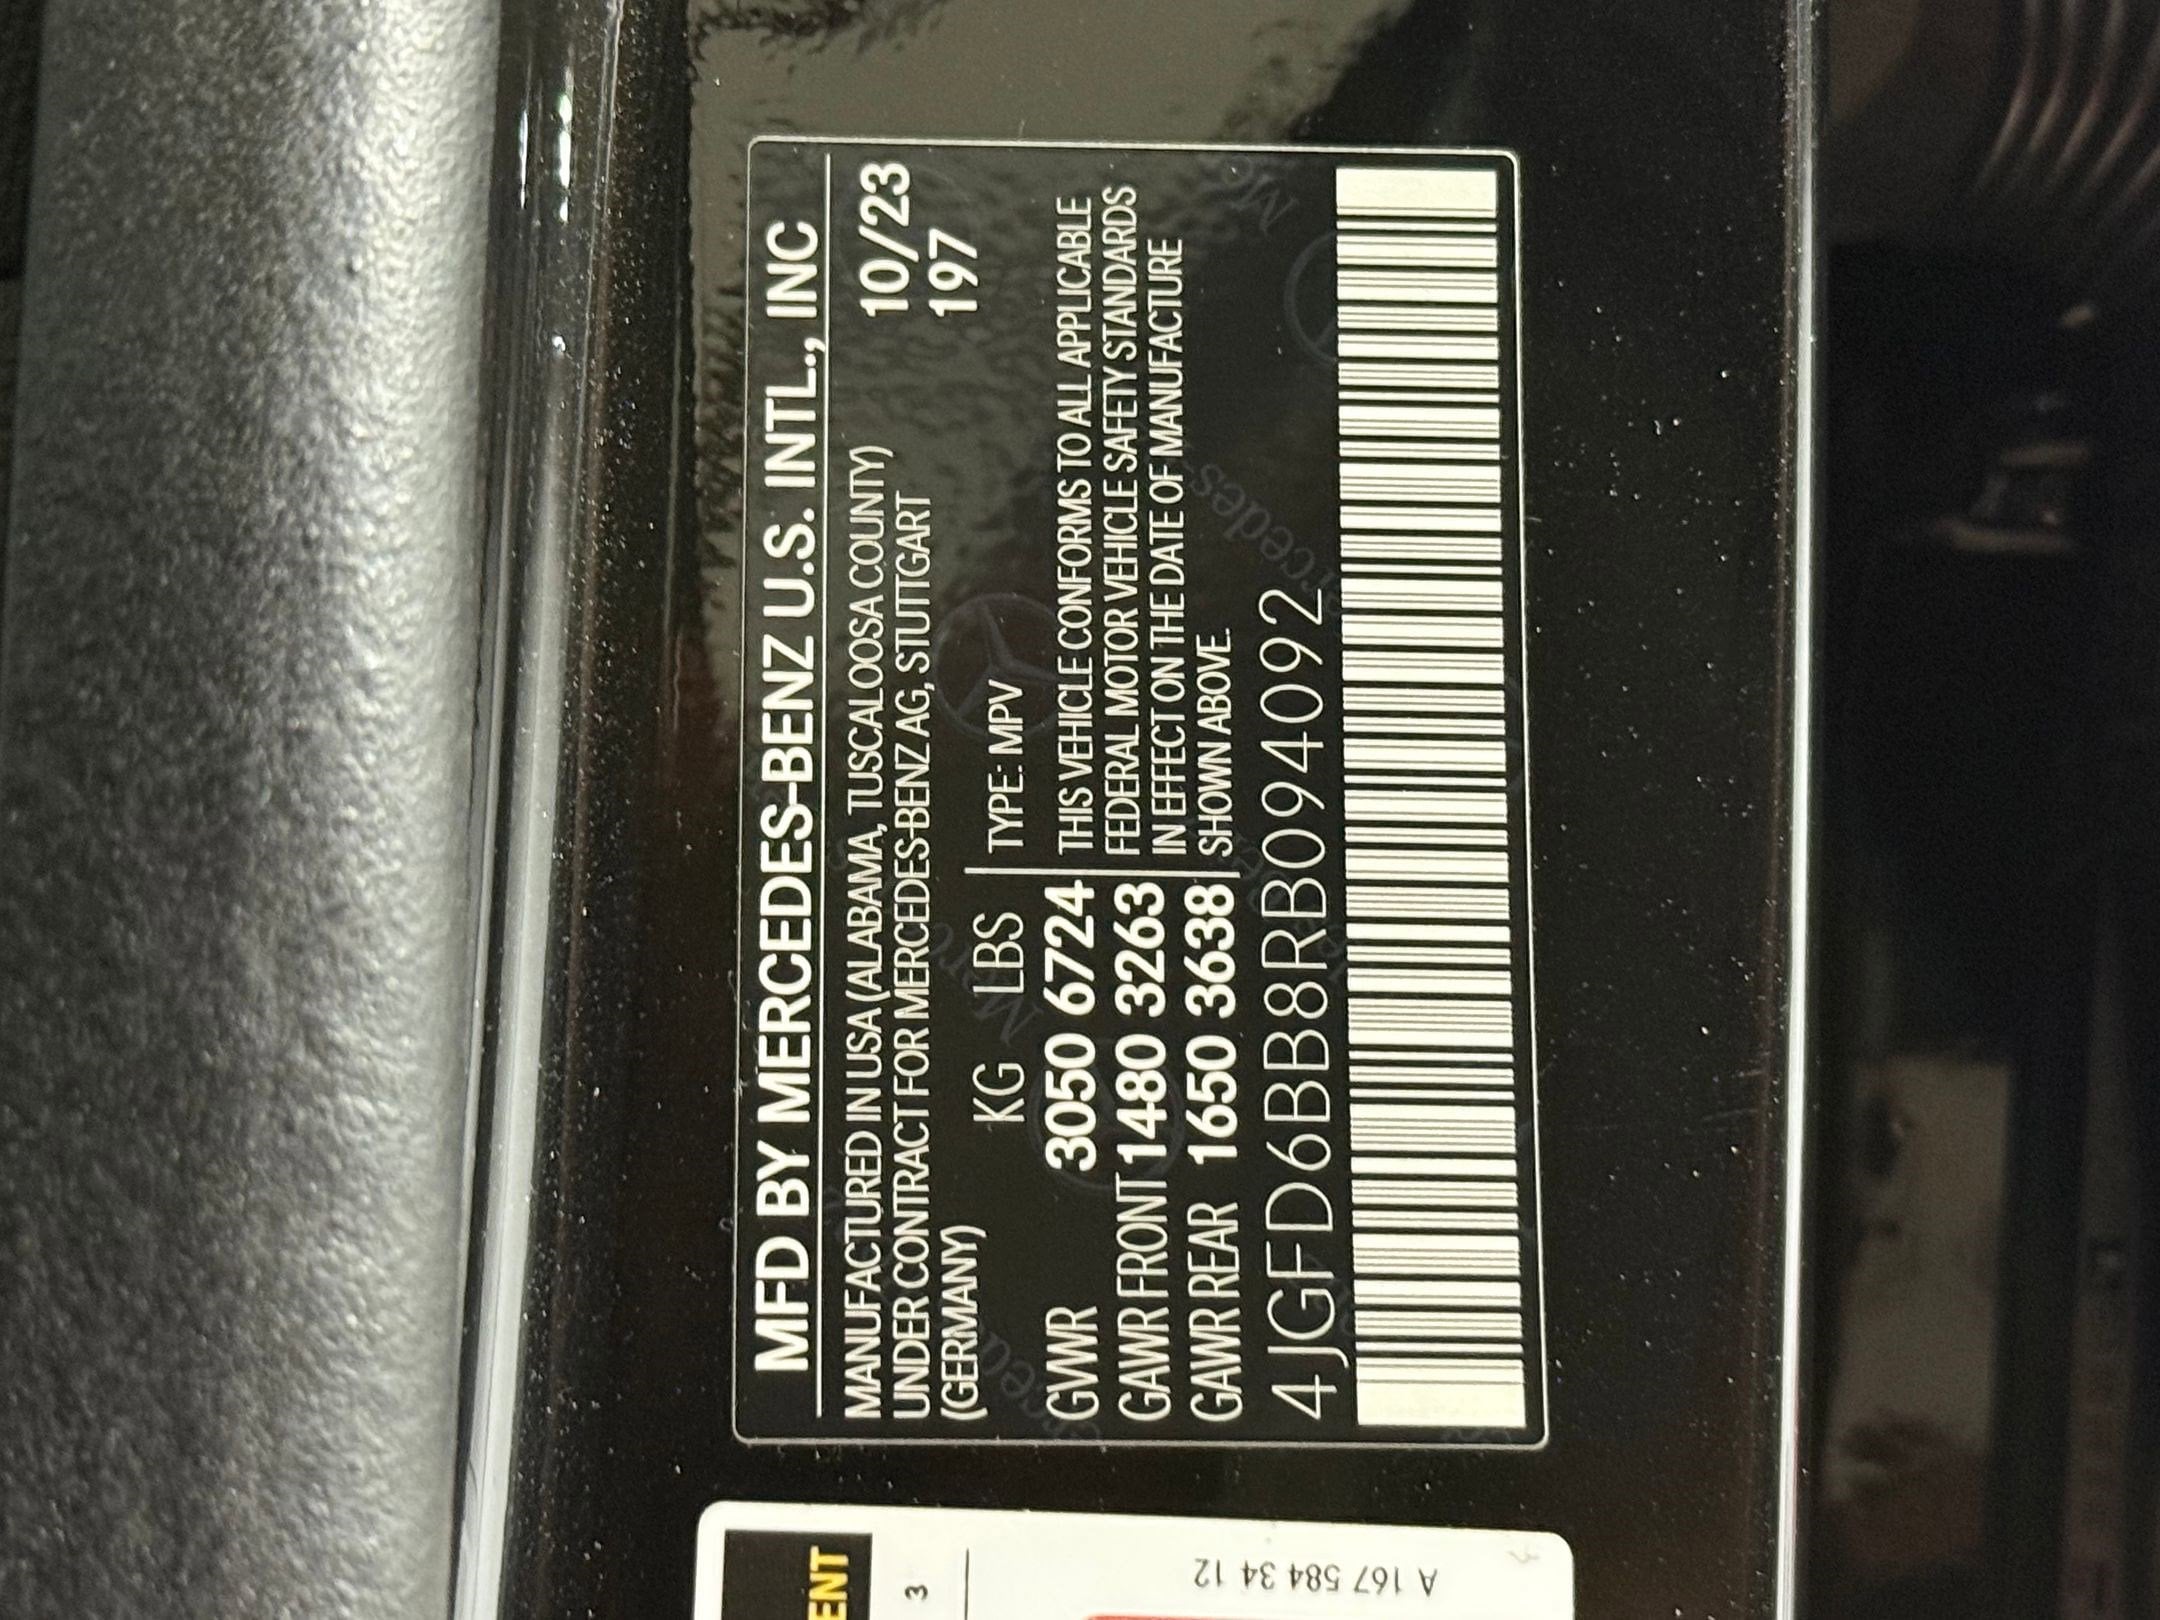 MFD BY MERCEDES-BENZ U.S. INTL., INC
MANUFACTURED IN USA (ALABAMA, TUSCALOOSA COUNTY)
UNDER CONTRACT FOR MERCEDES-BENZ AG, STUTTGART
(GERMANY)
10/23
197
KG LBS
GVWR 3050 6724
GAWR FRONT 1480 3263
GAWR REAR 1650 3638
TYPE: MPV
THIS VEHICLE CONFORMS TO ALL APPLICABLE
FEDERAL MOTOR VEHICLE SAFETY STANDARDS
IN EFFECT ON THE DATE OF MANUFACTURE
SHOWN ABOVE.
4JGFD6BB8RB094092
ENT
3
A 167 584 34 12